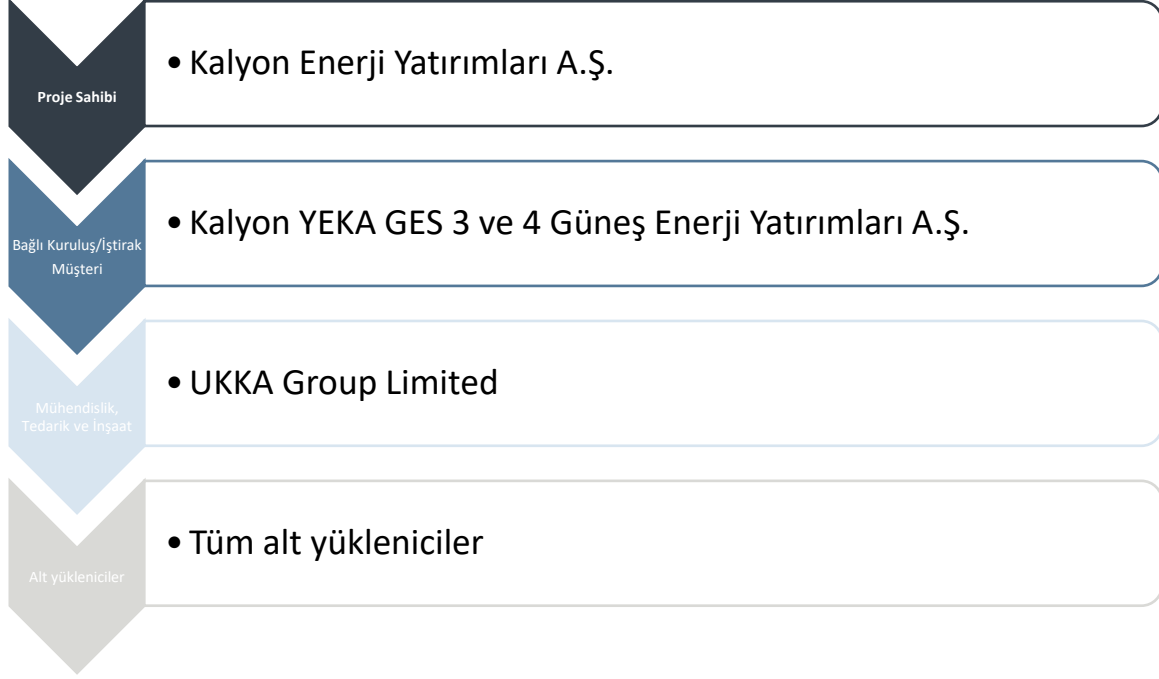 Proje Sahibi
• Kalyon Enerji Yatırımları A.Ş.
Bağlı Kuruluş/İştirak
Müşteri
• Kalyon YEKA GES 3 ve 4 Güneş Enerji Yatırımları A.Ş.
Mühendislik,
Tedarik ve İnşaat
• UKKA Group Limited
Alt yükleniciler
• Tüm alt yükleniciler